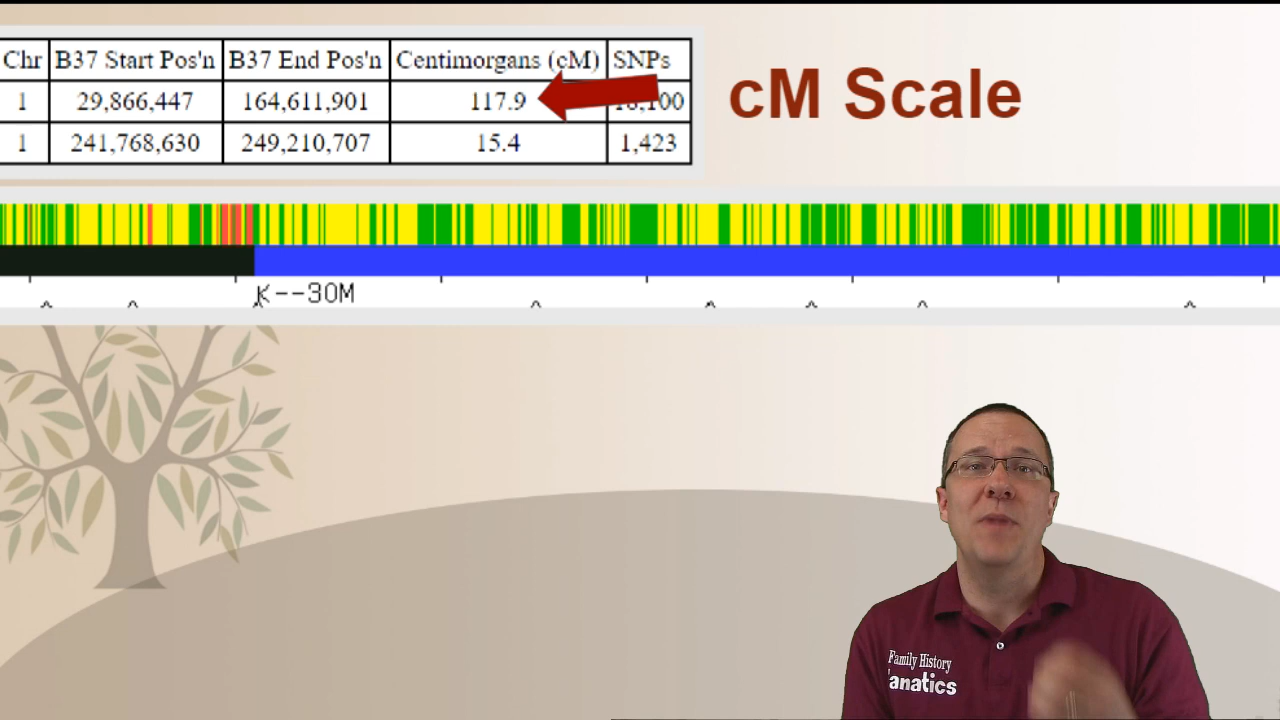 Chr B37 Start Pos'n B37 End Pos'n Centimorgans (cM) SNPs
1 29,866,447 164,611,901 117.9
1 241,768,630 249,210,707 15.4 1,423
cM Scale
K--30M
Family History
anatics